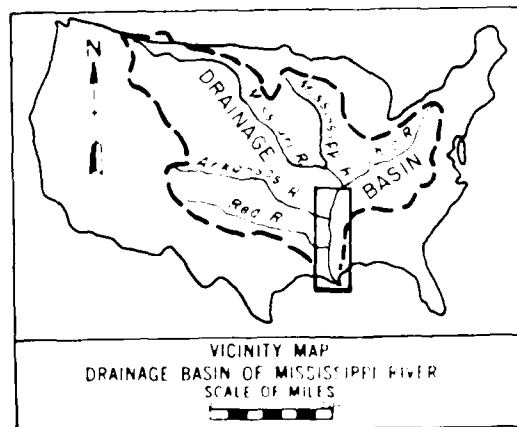 N
DRAINAGE
BASIN
Arkansas R
Red R
VICINITY MAP
DRAINAGE BASIN OF MISSISSIPPI RIVER
SCALE OF MILES